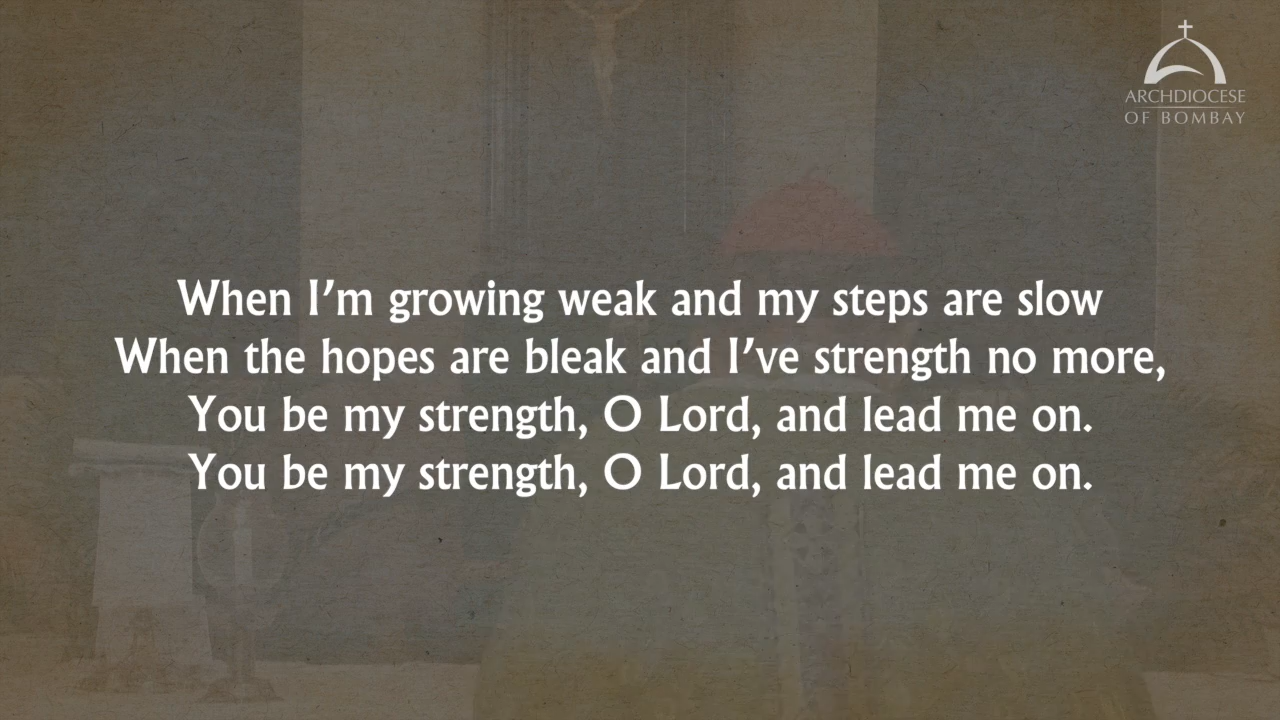 ARCHDIOCESE
OF BOMBAY
When I’m growing weak and my steps are slow
When the hopes are bleak and I’ve strength no more,
You be my strength, O Lord, and lead me on.
You be my strength, O Lord, and lead me on.